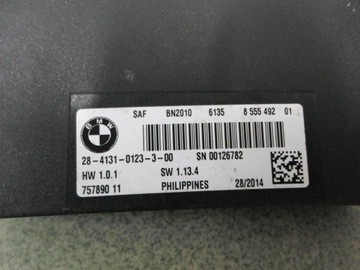 BMW
SAF BN2010 6135 8 555 492 01
28-4131-0123-3-00 SN 00126782
HW 1.0.1 SW 1.13.4
757890 11 PHILIPPINES 28/2014